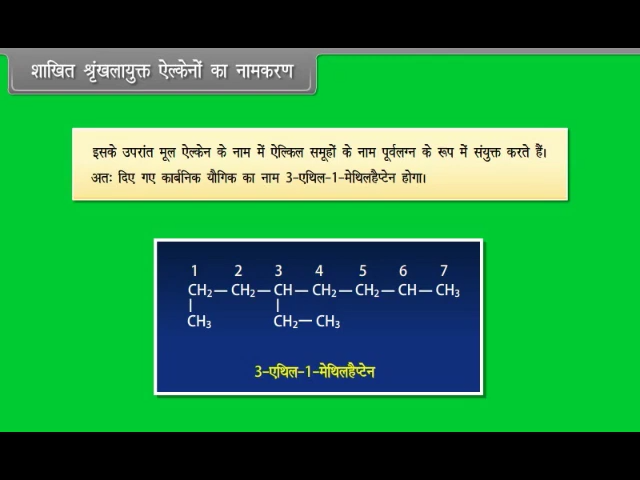 शाखित श्रृंखलायुक्त ऐल्केनों का नामकरण
इसके उपरांत मूल ऐल्केन के नाम में ऐल्किल समूहों के नाम पूर्वलग्न के रूप में संयुक्त करते हैं।
अतः दिए गए कार्बनिक यौगिक का नाम 3-एथिल-1-मेथिलहैप्टेन होगा।
1 2 3 4 5 6 7
CH₂ — CH₂ — CH — CH₂ — CH₂ — CH — CH₃
| |
CH₃ CH₂— CH₃
3-एथिल-1-मेथिलहैप्टेन